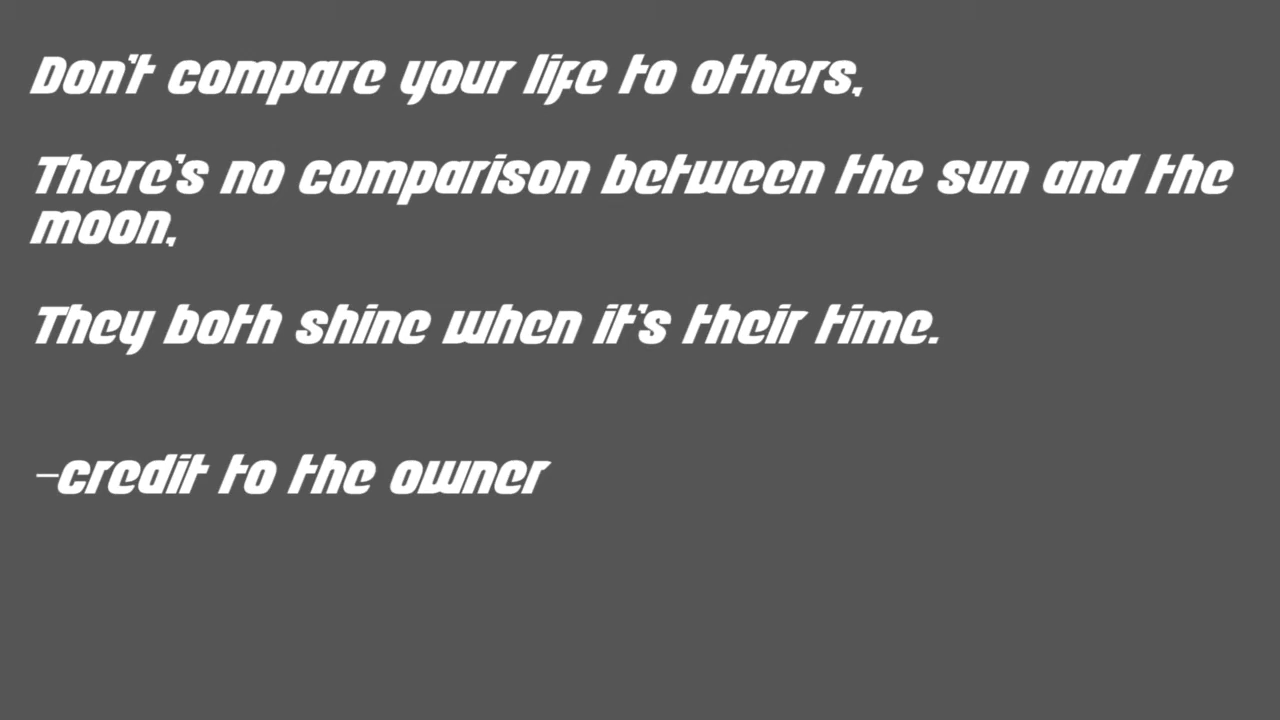 Don't compare your life to others,
There's no comparison between the sun and the
moon,
They both shine when it's their time.
-credit to the owner